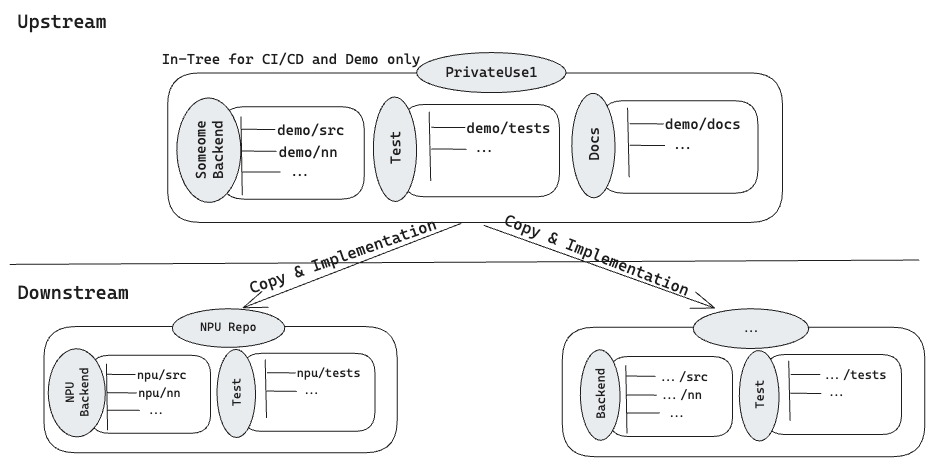 Upstream
In-Tree for CI/CD and Demo only
PrivateUse1
Someome
Backend
demo/src
demo/nn
...
Test
demo/tests
...
Docs
demo/docs
...
Copy & Implementation
Copy & Implementation
Downstream
NPU Repo
NPU
Backend
npu/src
npu/nn
...
Test
npu/tests
...
...
Backend
.../src
.../nn
...
Test
.../tests
...